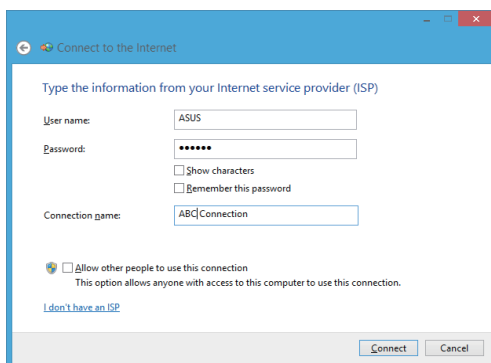 Connect to the Internet
Type the information from your Internet service provider (ISP)
User name: ASUS
Password: ••••••
Show characters
Remember this password
Connection name: ABC Connection
Allow other people to use this connection
This option allows anyone with access to this computer to use this connection.
I don't have an ISP
Connect Cancel